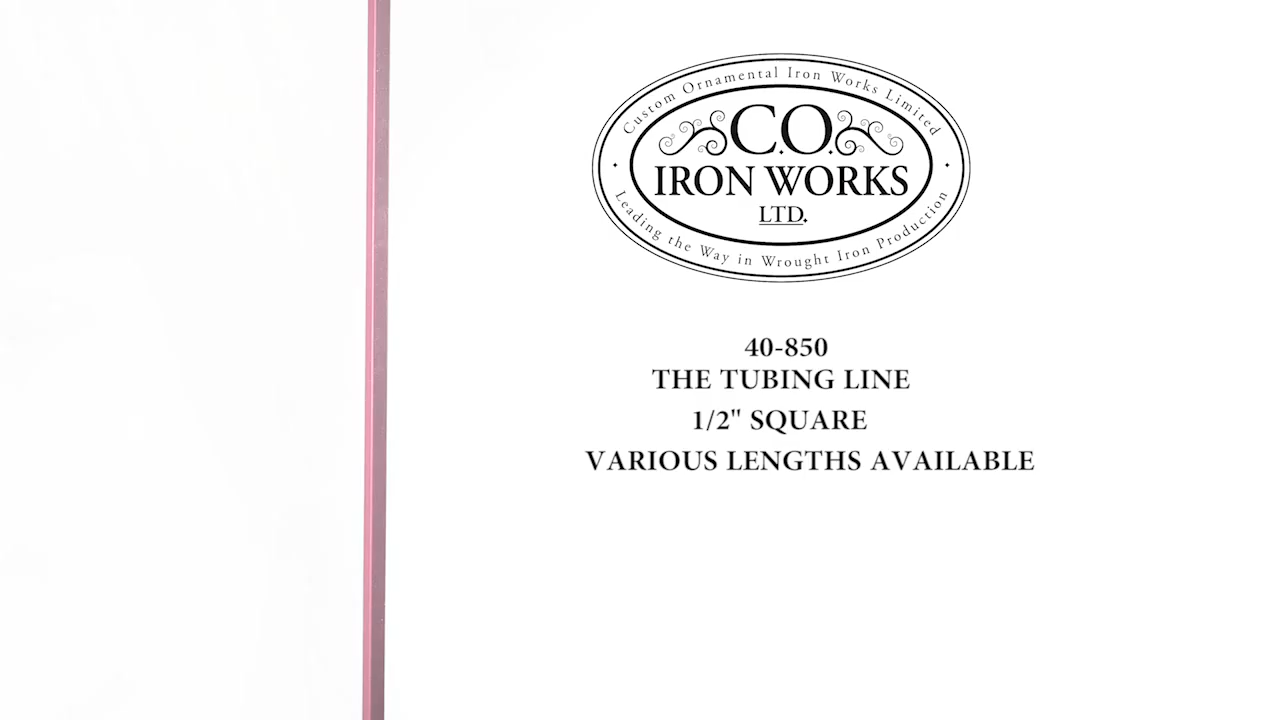 Custom Ornamental Iron Works Limited
C.O.
IRON WORKS
LTD.
Leading the Way in Wrought Iron Production
40-850
THE TUBING LINE
1/2" SQUARE
VARIOUS LENGTHS AVAILABLE